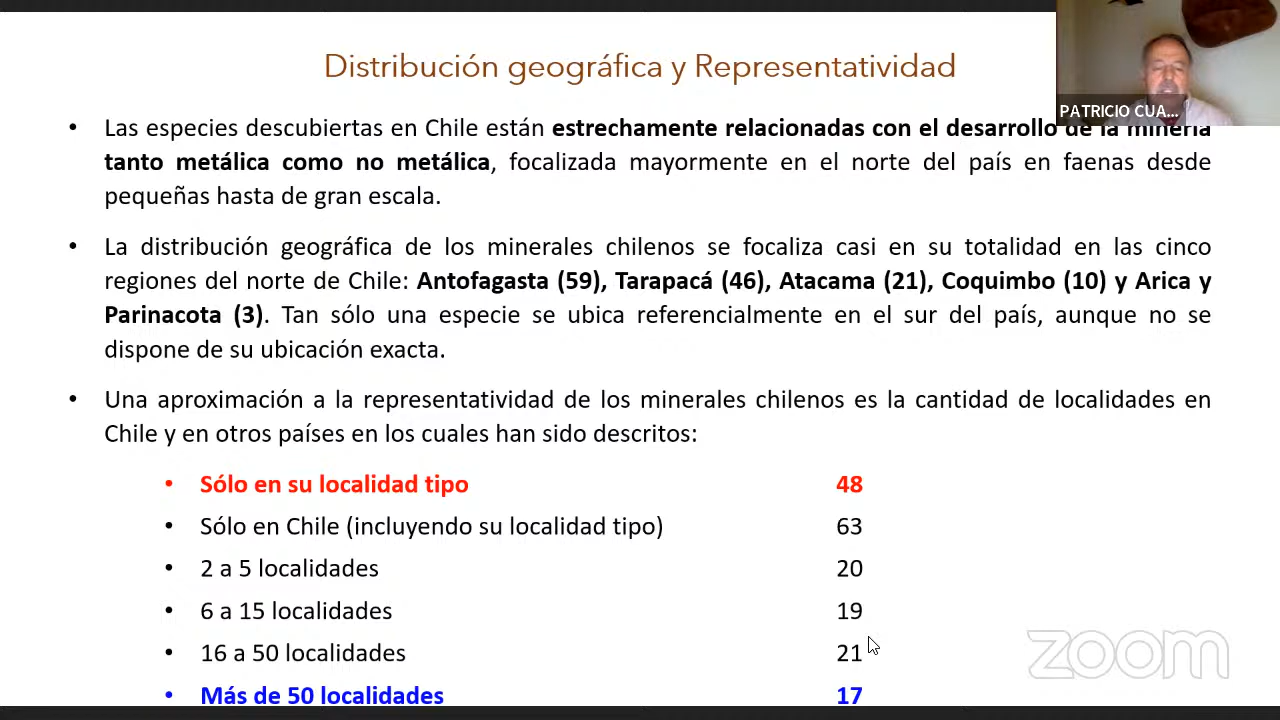 Distribución geográfica y Representatividad
PATRICIO CUA...
• Las especies descubiertas en Chile están estrechamente relacionadas con el desarrollo de la minería
tanto metálica como no metálica, focalizada mayormente en el norte del país en faenas desde
pequeñas hasta de gran escala.
• La distribución geográfica de los minerales chilenos se focaliza casi en su totalidad en las cinco
regiones del norte de Chile: Antofagasta (59), Tarapacá (46), Atacama (21), Coquimbo (10) y Arica y
Parinacota (3). Tan sólo una especie se ubica referencialmente en el sur del país, aunque no se
dispone de su ubicación exacta.
• Una aproximación a la representatividad de los minerales chilenos es la cantidad de localidades en
Chile y en otros países en los cuales han sido descritos:
• Sólo en su localidad tipo 48
• Sólo en Chile (incluyendo su localidad tipo) 63
• 2 a 5 localidades 20
• 6 a 15 localidades 19
• 16 a 50 localidades 21
• Más de 50 localidades 17
zoom